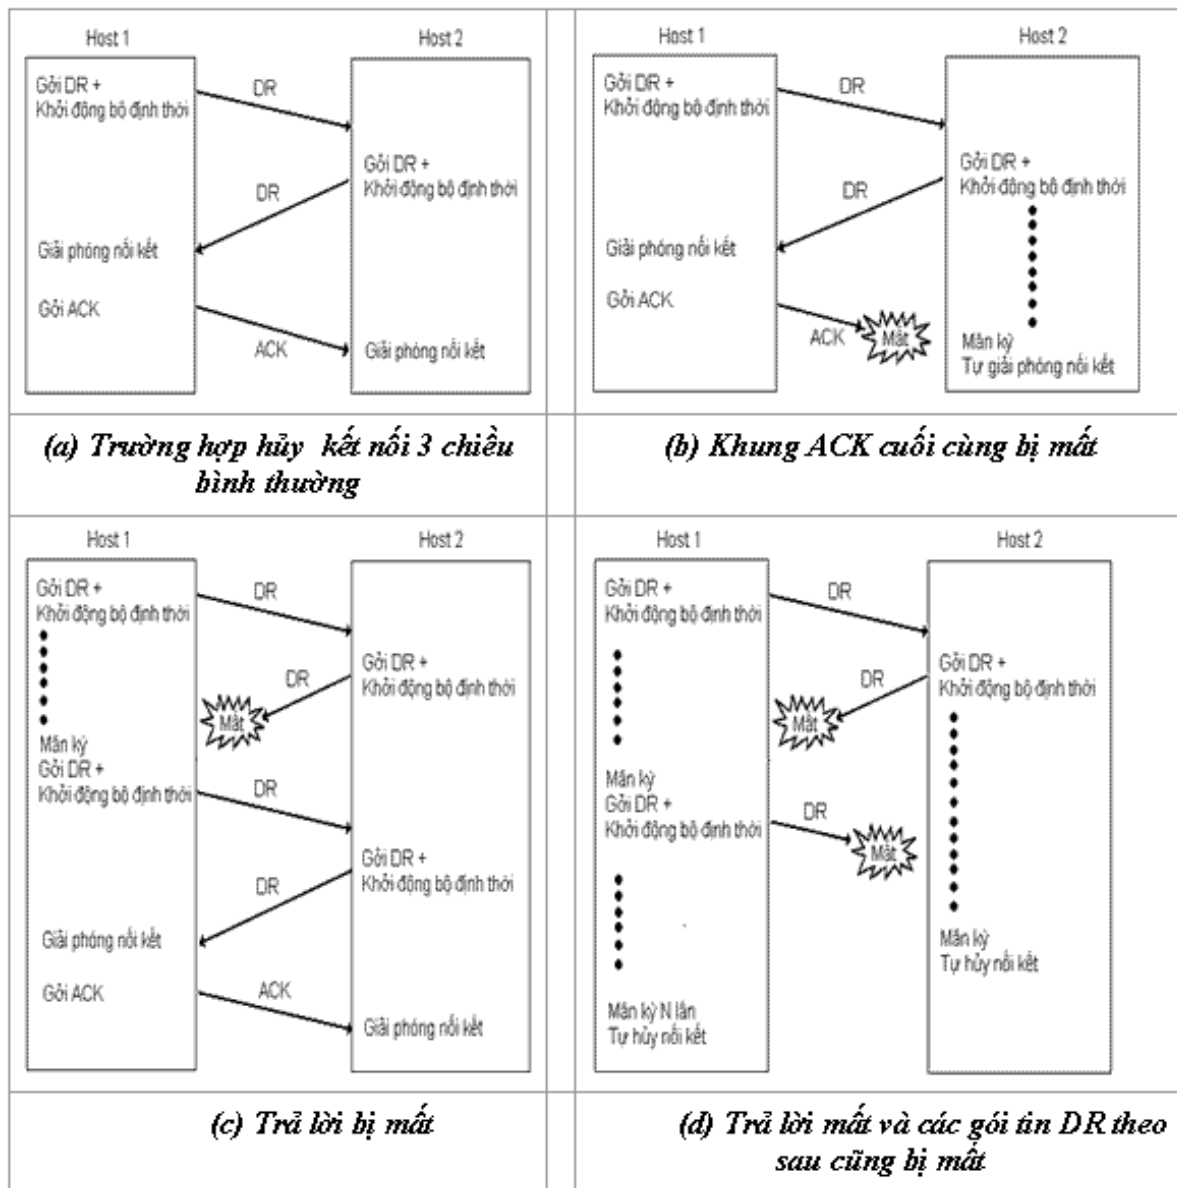 Host 1
Host 2
Gởi DR +
Khởi động bộ định thời
DR
Gởi DR +
Khởi động bộ định thời
DR
Giải phóng nối kết
Gởi ACK
ACK
Giải phóng nối kết
(a) Trường hợp hủy kết nối 3 chiều
bình thường
Host 1
Host 2
Gởi DR +
Khởi động bộ định thời
DR
Gởi DR +
Khởi động bộ định thời
DR
Giải phóng nối kết
Gởi ACK
ACK
Mất
Mãn kỳ
Tự giải phóng nối kết
(b) Khung ACK cuối cùng bị mất
Host 1
Host 2
Gởi DR +
Khởi động bộ định thời
DR
Gởi DR +
Khởi động bộ định thời
DR
Mất
Mãn kỳ
Gởi DR +
Khởi động bộ định thời
DR
Gởi DR +
Khởi động bộ định thời
DR
Giải phóng nối kết
Gởi ACK
ACK
Giải phóng nối kết
(c) Trả lời bị mất
Host 1
Host 2
Gởi DR +
Khởi động bộ định thời
DR
Gởi DR +
Khởi động bộ định thời
DR
Mất
Mãn kỳ
Gởi DR +
Khởi động bộ định thời
DR
Mất
Mãn kỳ
Tự hủy nối kết
Mãn kỳ N lần
Tự hủy nối kết
(d) Trả lời mất và các gói tin DR theo
sau cũng bị mất